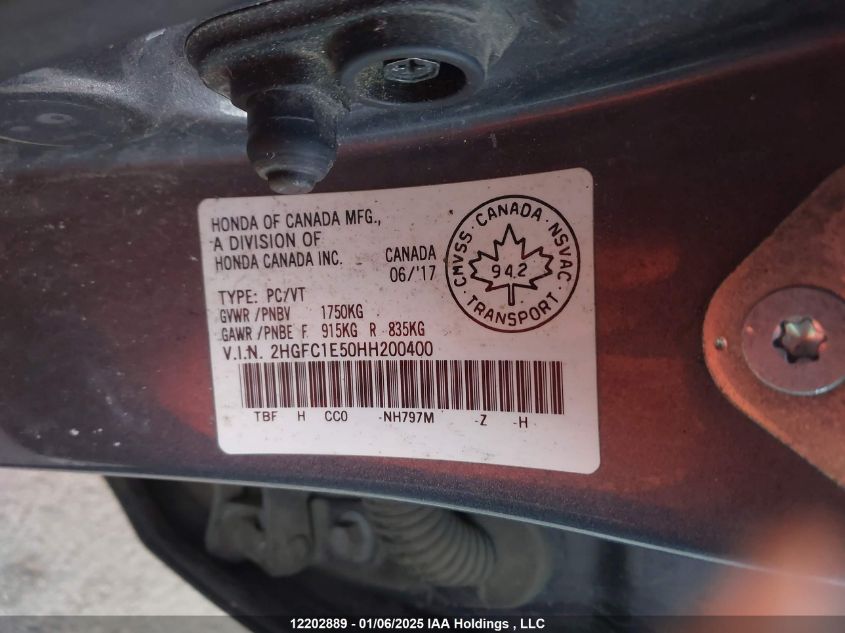 HONDA OF CANADA MFG.,
A DIVISION OF
HONDA CANADA INC.
CANADA
06/'17
CMVSS · CANADA · NSVAC
94.2
· TRANSPORT ·
TYPE: PC/VT
GVWR/PNBV 1750KG
GAWR/PNBE F 915KG R 835KG
V.I.N. 2HGFC1E50HH200400
TBF H CC0 -NH797M -Z -H-
12202889 - 01/06/2025 IAA Holdings , LLC